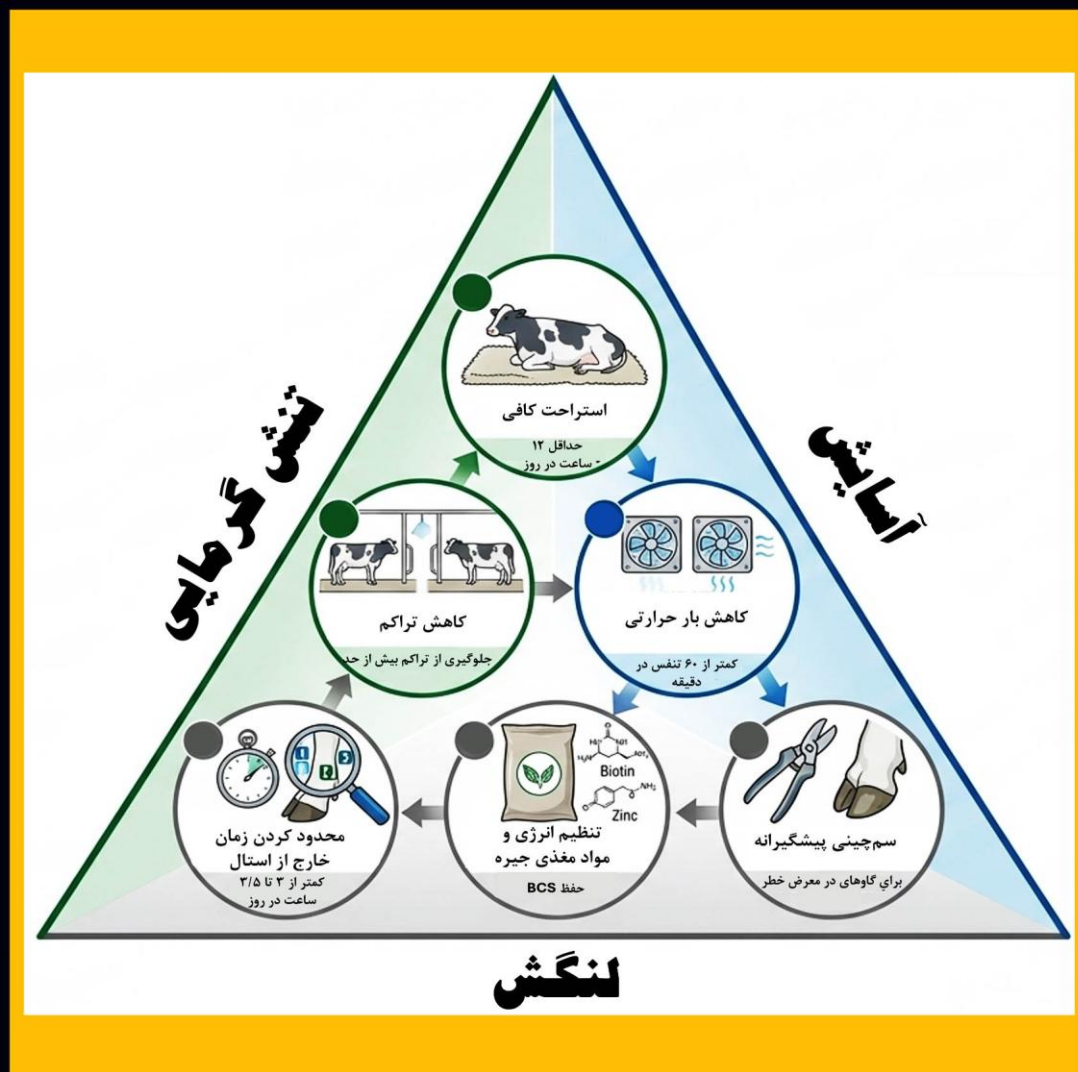 تنش گرمایی
آسایش
استراحت کافی
حداقل ۱۲
- ساعت در روز
کاهش تراکم
جلوگیری از تراکم بیش از حد
کاهش بار حرارتی
کمتر از ۶۰ تنفس در
دقیقه
محدود کردن زمان
خارج از استال
کمتر از ۳ تا ۳/۵
ساعت در روز
Biotin
Zinc
NH₂
تنظیم انرژی و
مواد مغذی جیره
حفظ BCS
سم‌چینی پیشگیرانه
براي گاوهای در معرض خطر
لنگش